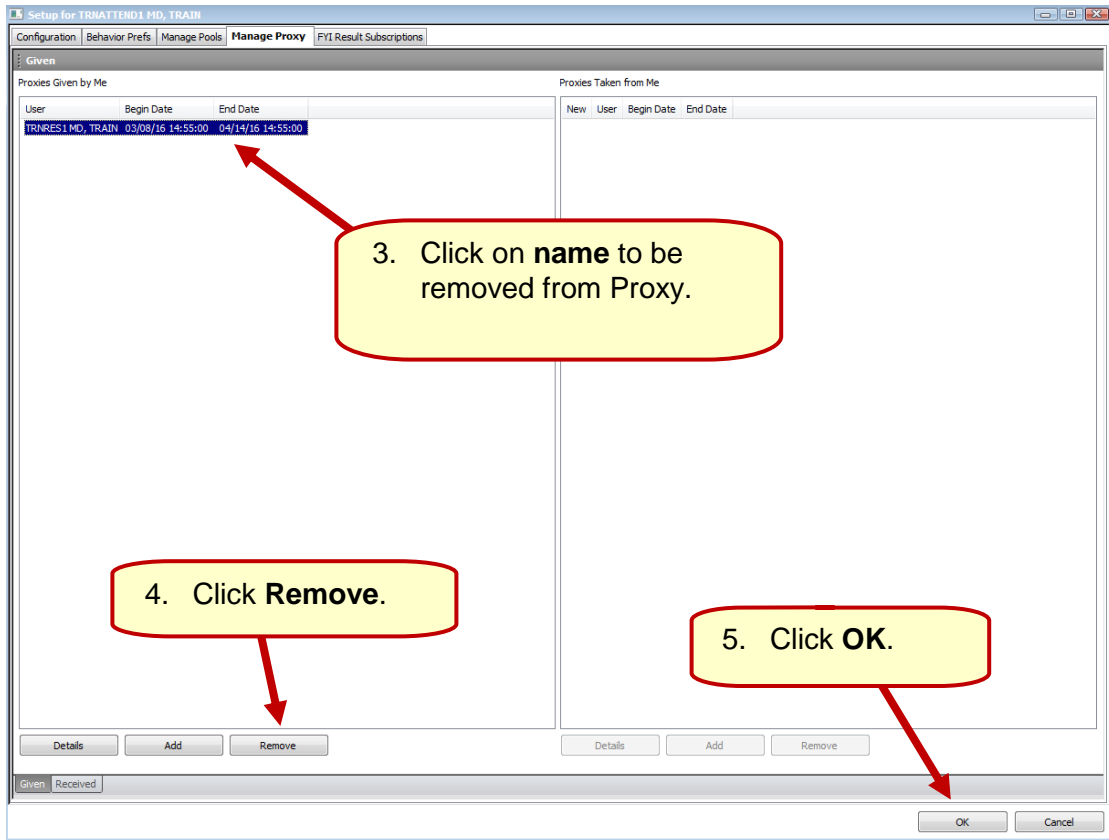 Setup for TRNATTEND1 MD, TRAIN
Configuration Behavior Prefs Manage Pools Manage Proxy FYI Result Subscriptions
Given
Proxies Given by Me Proxies Taken from Me
User Begin Date End Date New User Begin Date End Date
TRNRES1 MD, TRAIN 03/08/16 14:55:00 04/14/16 14:55:00
3. Click on name to be
removed from Proxy.
4. Click Remove.
5. Click OK.
Details Add Remove Details Add Remove
Given Received
OK Cancel